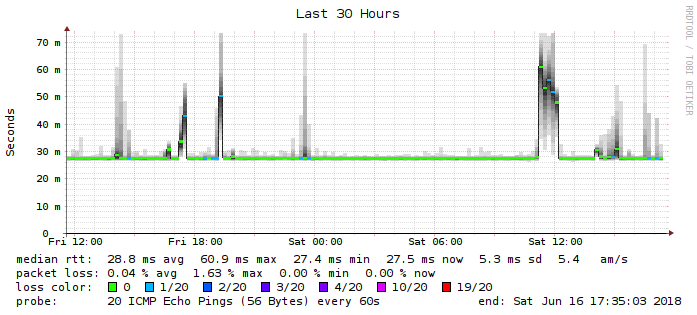 Last 30 Hours
RRDTOOL / TOBI OETIKER
Seconds
70 m
60 m
50 m
40 m
30 m
20 m
10 m
0
Fri 12:00 Fri 18:00 Sat 00:00 Sat 06:00 Sat 12:00
median rtt: 28.8 ms avg 60.9 ms max 27.4 ms min 27.5 ms now 5.3 ms sd 5.4 am/s
packet loss: 0.04 % avg 1.63 % max 0.00 % min 0.00 % now
loss color: 0 1/20 2/20 3/20 4/20 10/20 19/20
probe: 20 ICMP Echo Pings (56 Bytes) every 60s end: Sat Jun 16 17:35:03 2018